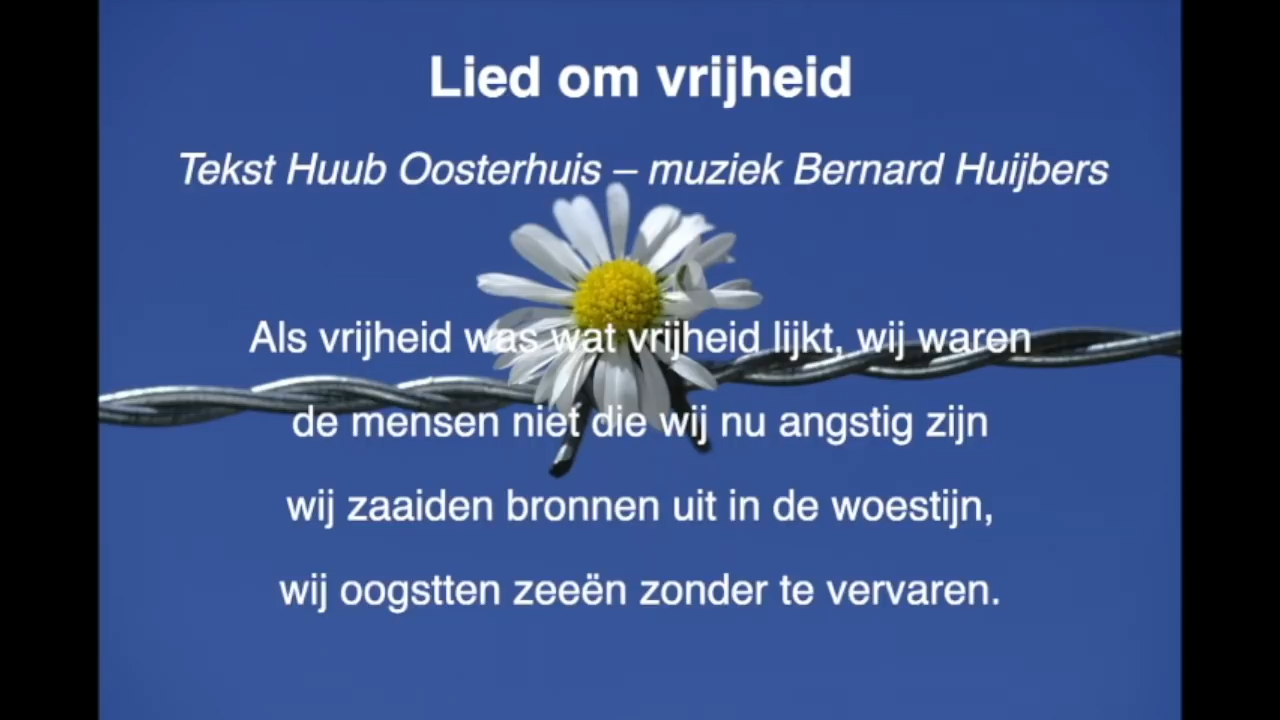 Lied om vrijheid
Tekst Huub Oosterhuis – muziek Bernard Huijbers
Als vrijheid was wat vrijheid lijkt, wij waren
de mensen niet die wij nu angstig zijn
wij zaaiden bronnen uit in de woestijn,
wij oogstten zeeën zonder te vervaren.